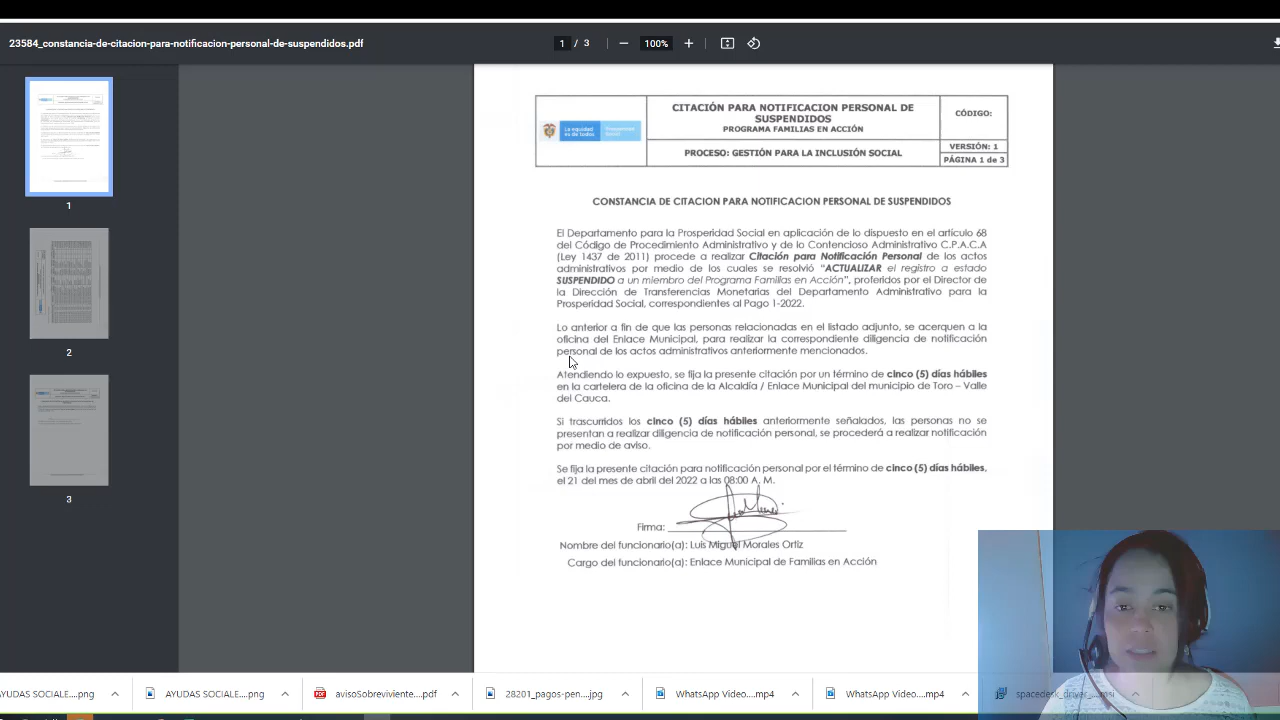 23584_constancia-de-citacion-para-notificacion-personal-de-suspendidos.pdf
1 / 3
100%
CITACIÓN PARA NOTIFICACION PERSONAL DE
SUSPENDIDOS
PROGRAMA FAMILIAS EN ACCIÓN
CÓDIGO:
La equidad
es de todos
Prosperidad
Social
PROCESO: GESTIÓN PARA LA INCLUSIÓN SOCIAL
VERSIÓN: 1
PÁGINA 1 de 3
CONSTANCIA DE CITACION PARA NOTIFICACION PERSONAL DE SUSPENDIDOS
El Departamento para la Prosperidad Social en aplicación de lo dispuesto en el artículo 68
del Código de Procedimiento Administrativo y de lo Contencioso Administrativo C.P.A.C.A
(Ley 1437 de 2011) procede a realizar Citación para Notificación Personal de los actos
administrativos por medio de los cuales se resolvió "ACTUALIZAR el registro a estado
SUSPENDIDO a un miembro del Programa Familias en Acción", proferidos por el Director de
la Dirección de Transferencias Monetarias del Departamento Administrativo para la
Prosperidad Social, correspondientes al Pago 1-2022.
Lo anterior a fin de que las personas relacionadas en el listado adjunto, se acerquen a la
oficina del Enlace Municipal, para realizar la correspondiente diligencia de notificación
personal de los actos administrativos anteriormente mencionados.
Atendiendo lo expuesto, se fija la presente citación por un término de cinco (5) días hábiles
en la cartelera de la oficina de la Alcaldía / Enlace Municipal del municipio de Toro – Valle
del Cauca.
Si trascurridos los cinco (5) días hábiles anteriormente señalados, las personas no se
presentan a realizar diligencia de notificación personal, se procederá a realizar notificación
por medio de aviso.
Se fija la presente citación para notificación personal por el término de cinco (5) días hábiles,
el 21 del mes de abril del 2022 a las 08:00 A. M.
Firma:
Nombre del funcionario(a): Luis Miguel Morales Ortiz
Cargo del funcionario(a): Enlace Municipal de Familias en Acción
1
2
3
AYUDAS SOCIALE....png
AYUDAS SOCIALE....png
avisoSobreviviente....pdf
28201_pagos-pen....jpg
WhatsApp Video....mp4
WhatsApp Video....mp4
spacedesk_driver_....msi